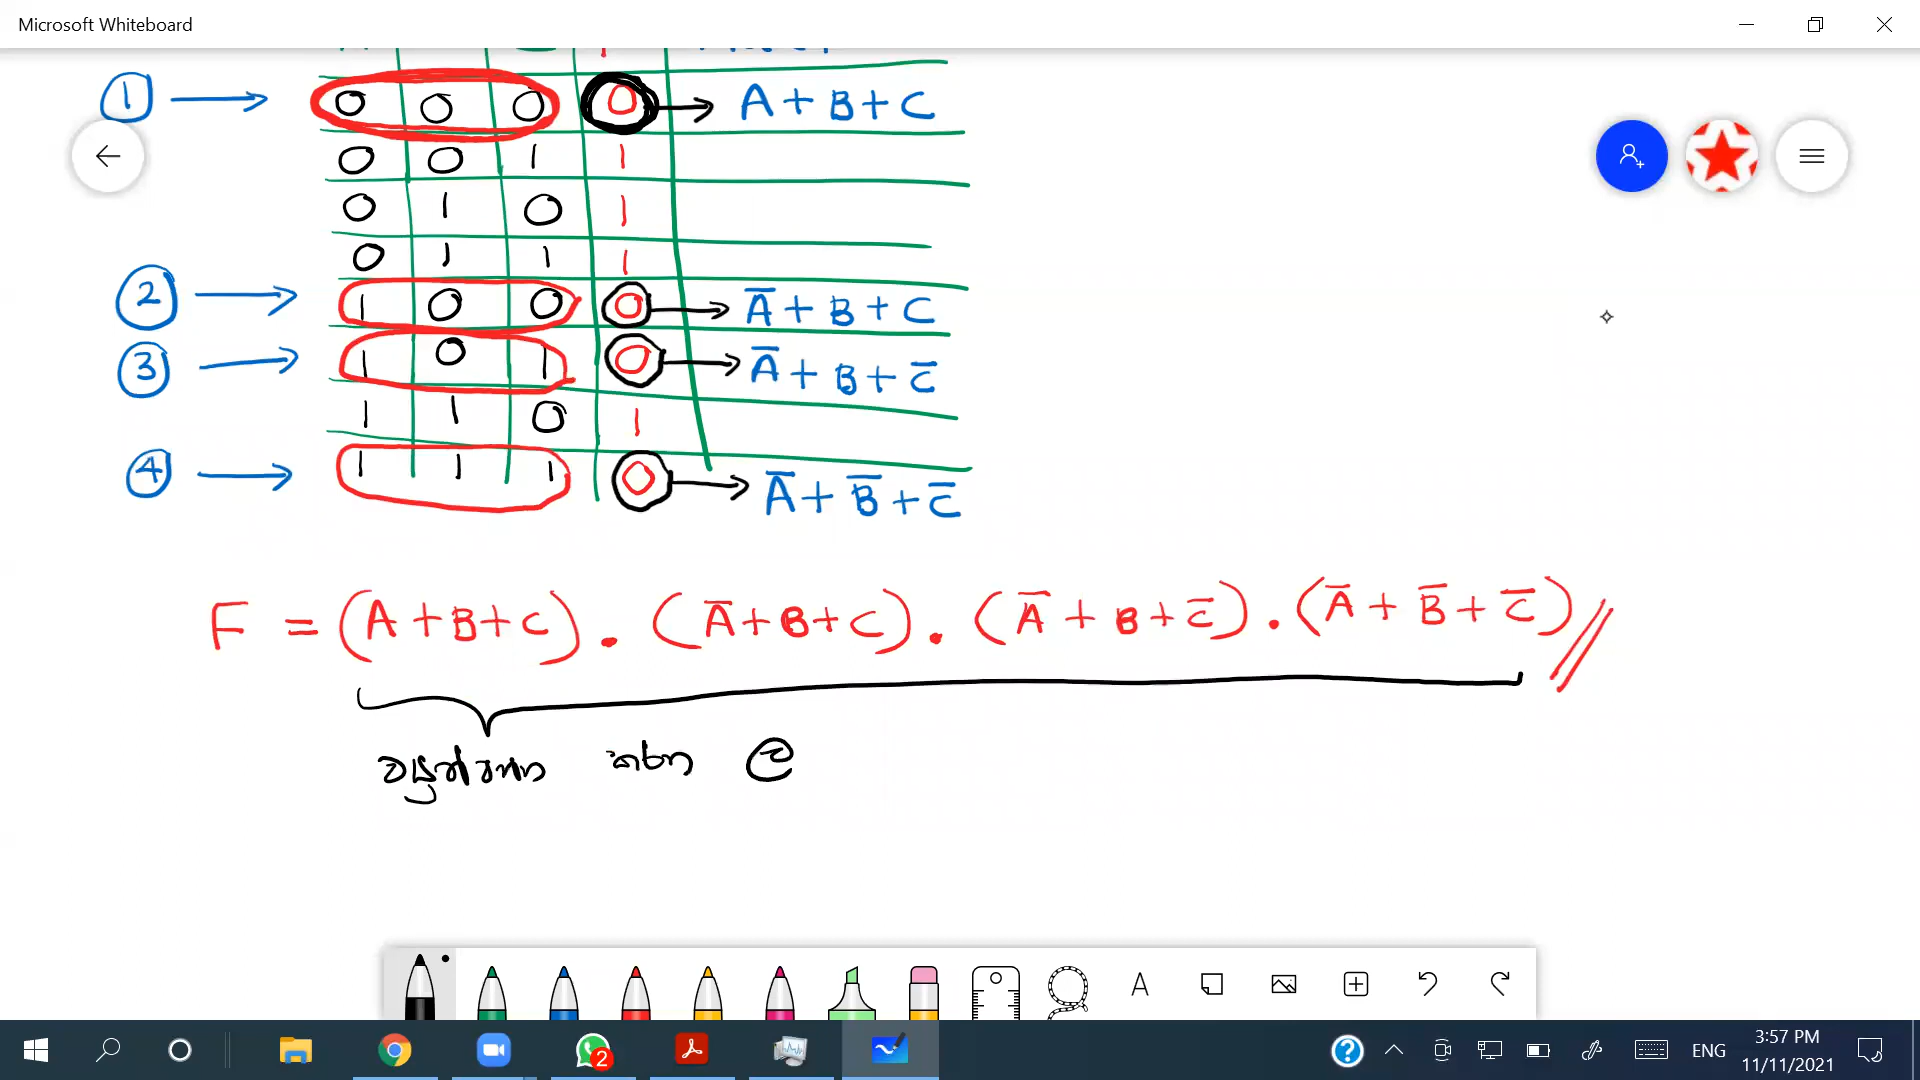 Microsoft Whiteboard
① → 0 0 0 0 → A + B + C
0 0 1 1
0 1 0 1
0 1 1 1
② → 1 0 0 0 → A̅ + B + C
③ → 1 0 1 0 → A̅ + B + C̅
1 1 0 1
④ → 1 1 1 0 → A̅ + B̅ + C̅
F = (A + B + C) . (A̅ + B + C) . (A̅ + B + C̅) . (A̅ + B̅ + C̅)
A
2
ENG
3:57 PM
11/11/2021